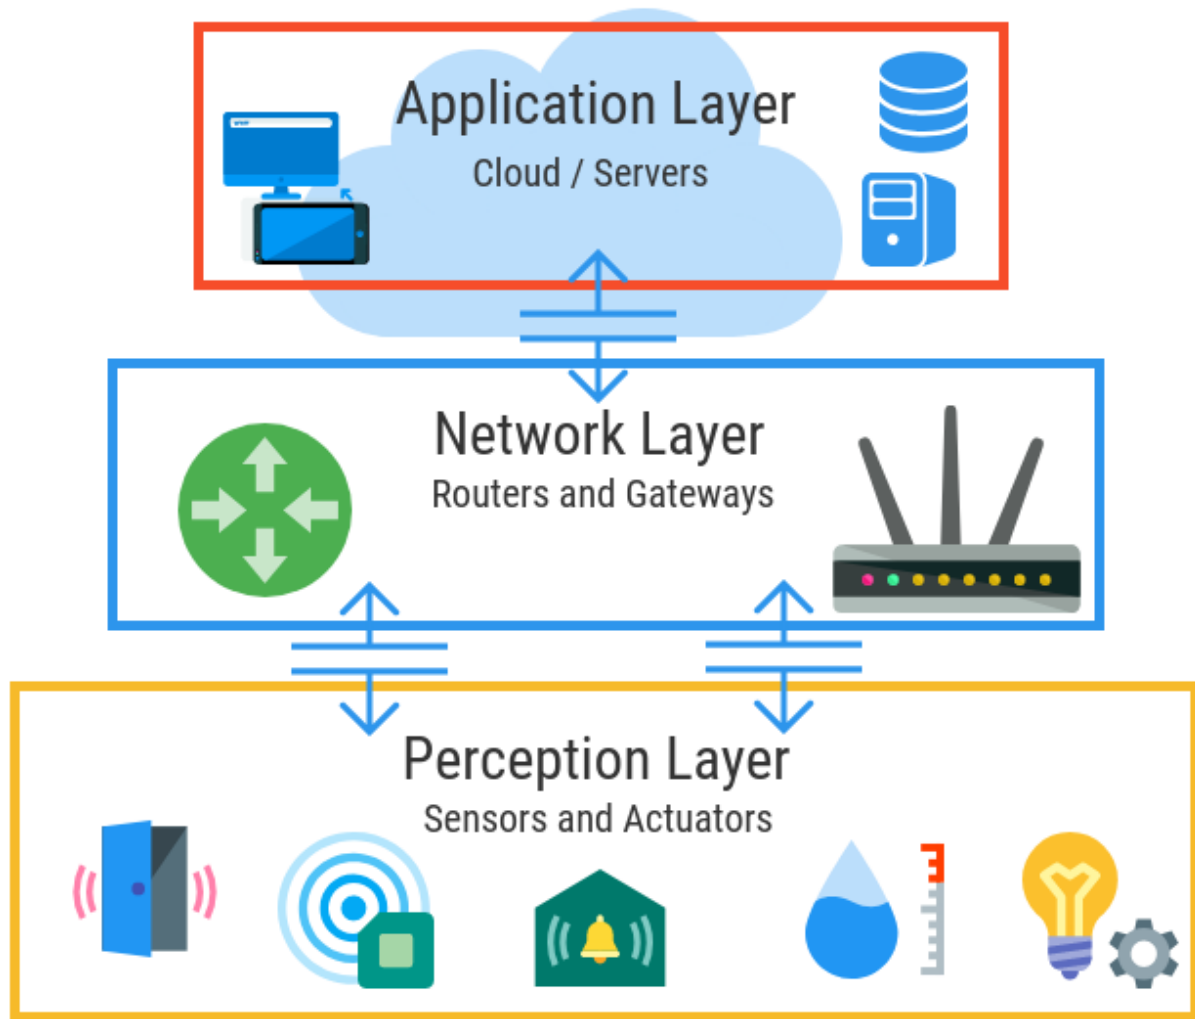 Application Layer
Cloud / Servers
Network Layer
Routers and Gateways
Perception Layer
Sensors and Actuators